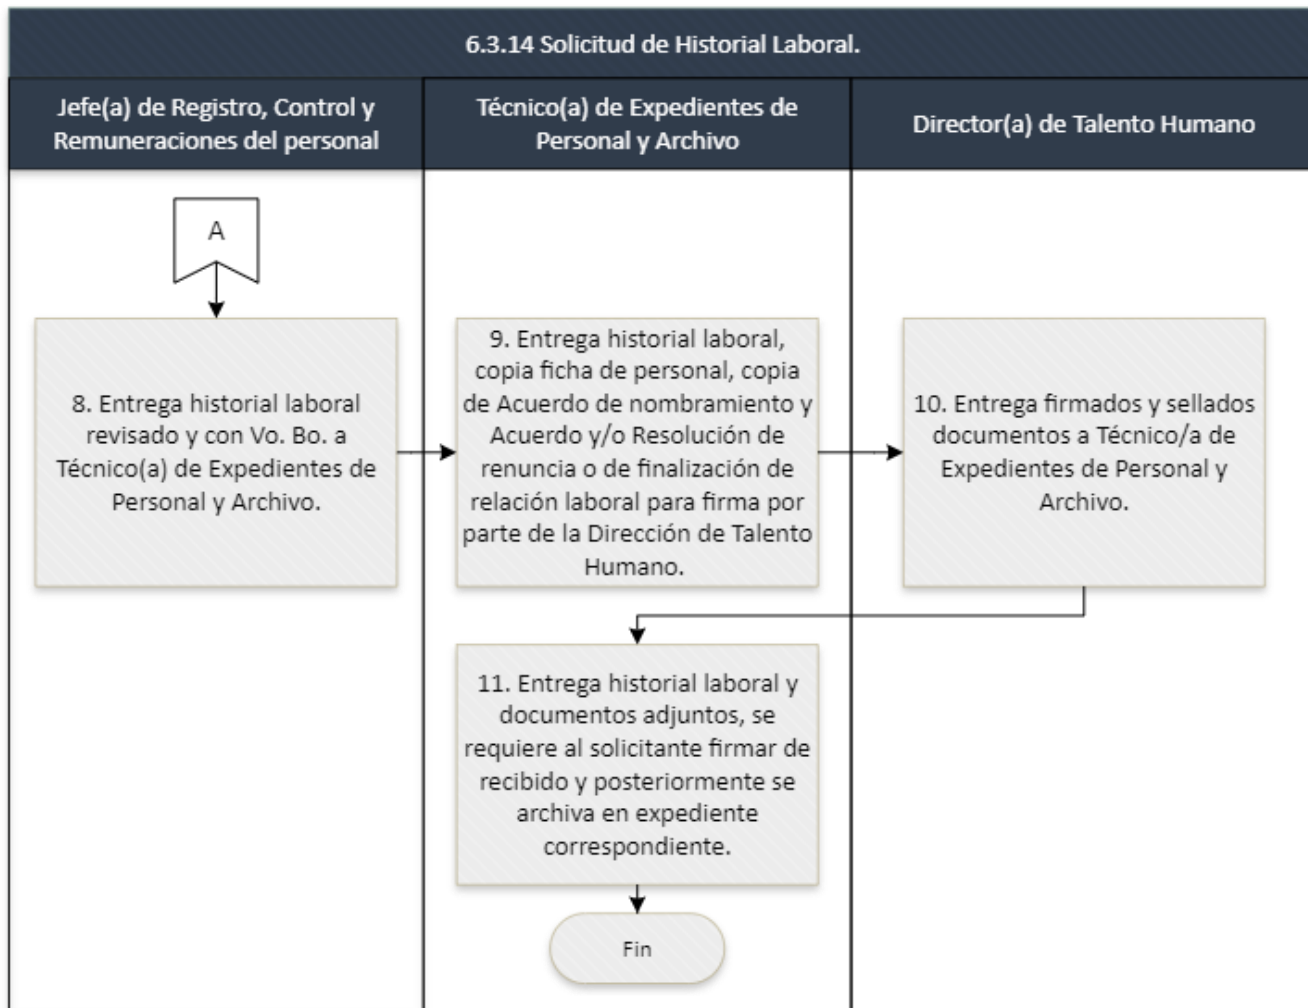 6.3.14 Solicitud de Historial Laboral.
Jefe(a) de Registro, Control y
Remuneraciones del personal
Técnico(a) de Expedientes de
Personal y Archivo
Director(a) de Talento Humano
A
8. Entrega historial laboral
revisado y con Vo. Bo. a
Técnico(a) de Expedientes de
Personal y Archivo.
9. Entrega historial laboral,
copia ficha de personal, copia
de Acuerdo de nombramiento y
Acuerdo y/o Resolución de
renuncia o de finalización de
relación laboral para firma por
parte de la Dirección de Talento
Humano.
10. Entrega firmados y sellados
documentos a Técnico/a de
Expedientes de Personal y
Archivo.
11. Entrega historial laboral y
documentos adjuntos, se
requiere al solicitante firmar de
recibido y posteriormente se
archiva en expediente
correspondiente.
Fin